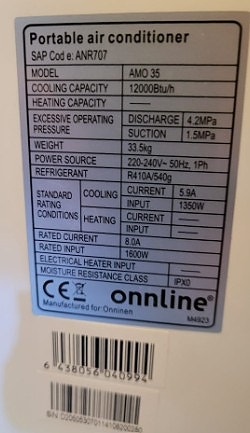 Portable air conditioner
SAP Code: ANR707
MODEL AMO 35
COOLING CAPACITY 12000Btu/h
HEATING CAPACITY —
EXCESSIVE OPERATING PRESSURE DISCHARGE 4.2MPa
SUCTION 1.5MPa
WEIGHT 33.5kg
POWER SOURCE 220-240V~ 50Hz, 1Ph
REFRIGERANT R410A/540g
STANDARD RATING CONDITIONS COOLING CURRENT 5.9A
INPUT 1350W
HEATING CURRENT —
INPUT —
RATED CURRENT 8.0A
RATED INPUT 1600W
ELECTRICAL HEATER INPUT —
MOISTURE RESISTANCE CLASS IPX0
CE onnline®
Manufactured for: Onninen M4923
6 438056 040994